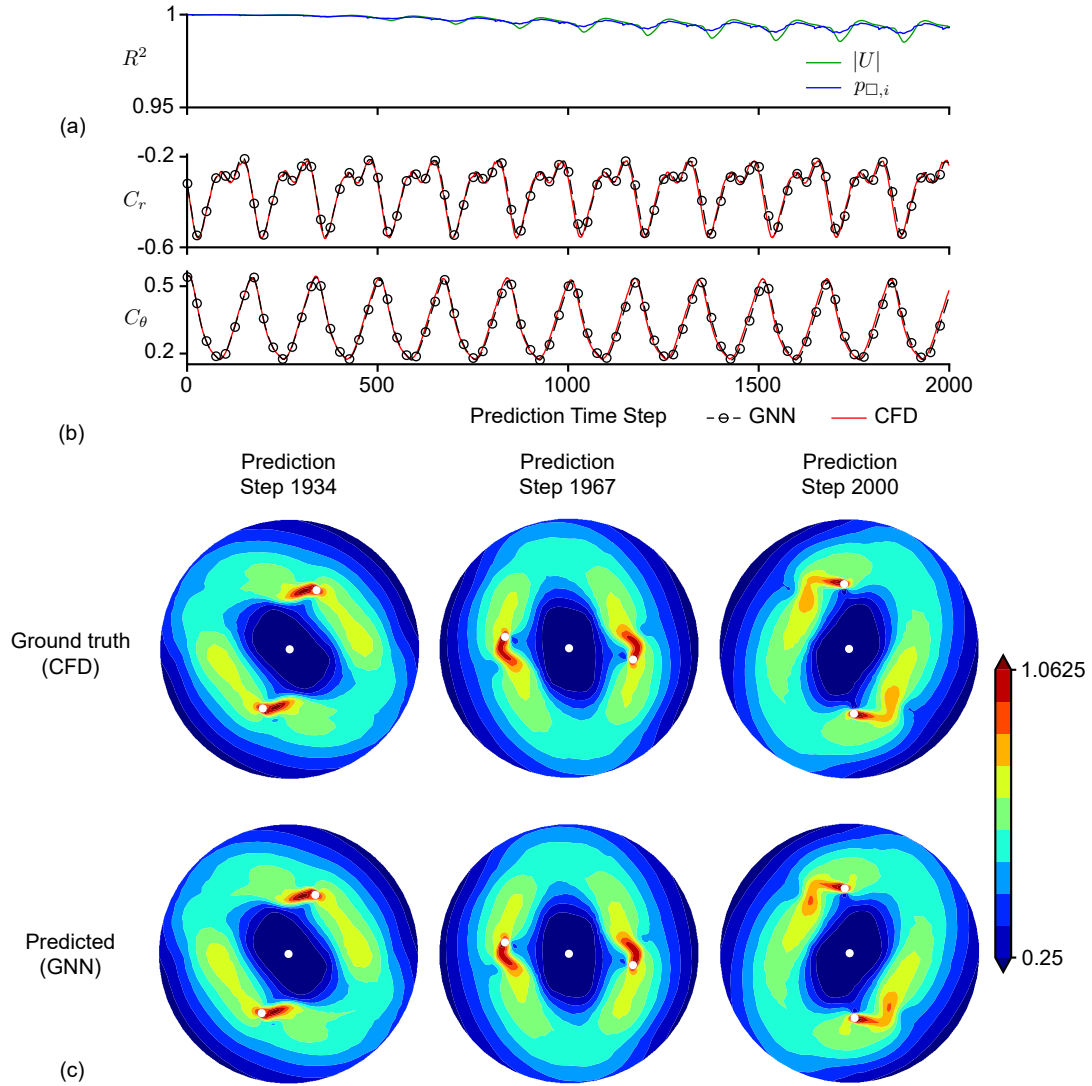 1
R²
0.95
|U|
p□,i
(a)
-0.2
C_r
-0.6
0.5
C_θ
0.2
0 500 1000 1500 2000
Prediction Time Step GNN CFD
(b)
Prediction Step 1934
Prediction Step 1967
Prediction Step 2000
Ground truth
(CFD)
1.0625
Predicted
(GNN)
0.25
(c)